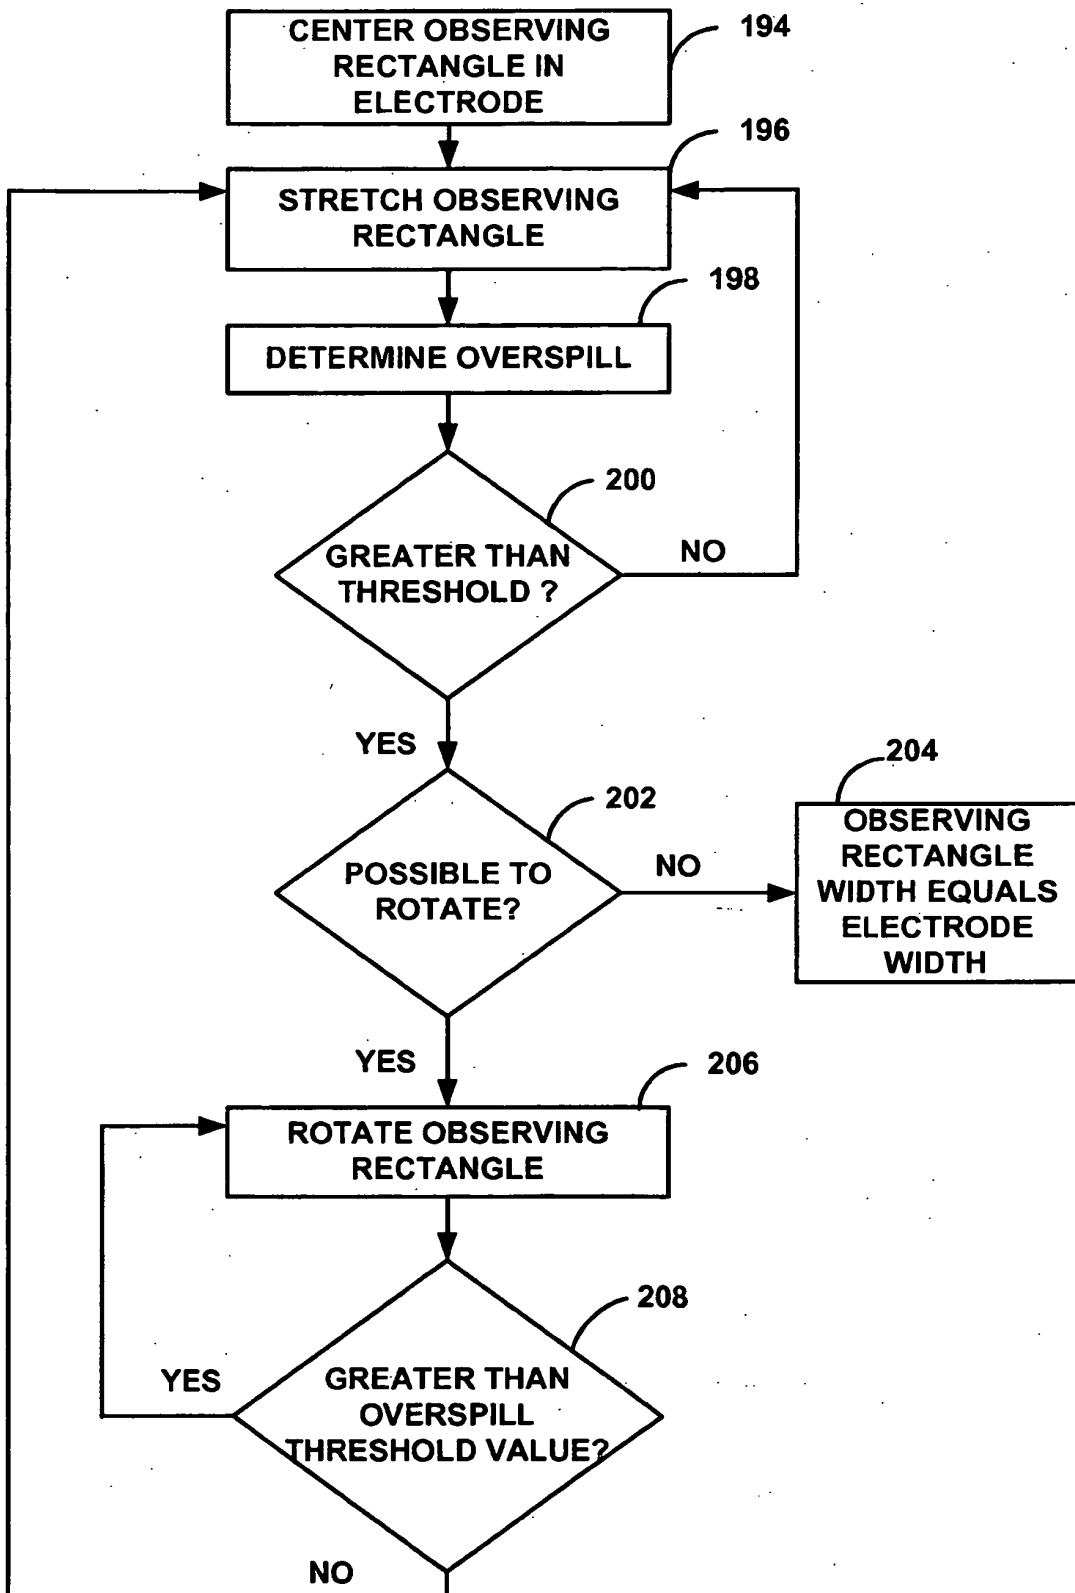 CENTER OBSERVING
RECTANGLE IN
ELECTRODE
194
196
STRETCH OBSERVING
RECTANGLE
198
DETERMINE OVERSPILL
200
GREATER THAN
THRESHOLD ?
NO
YES
202
POSSIBLE TO
ROTATE?
NO
204
OBSERVING
RECTANGLE
WIDTH EQUALS
ELECTRODE
WIDTH
YES
206
ROTATE OBSERVING
RECTANGLE
208
YES
GREATER THAN
OVERSPILL
THRESHOLD VALUE?
NO